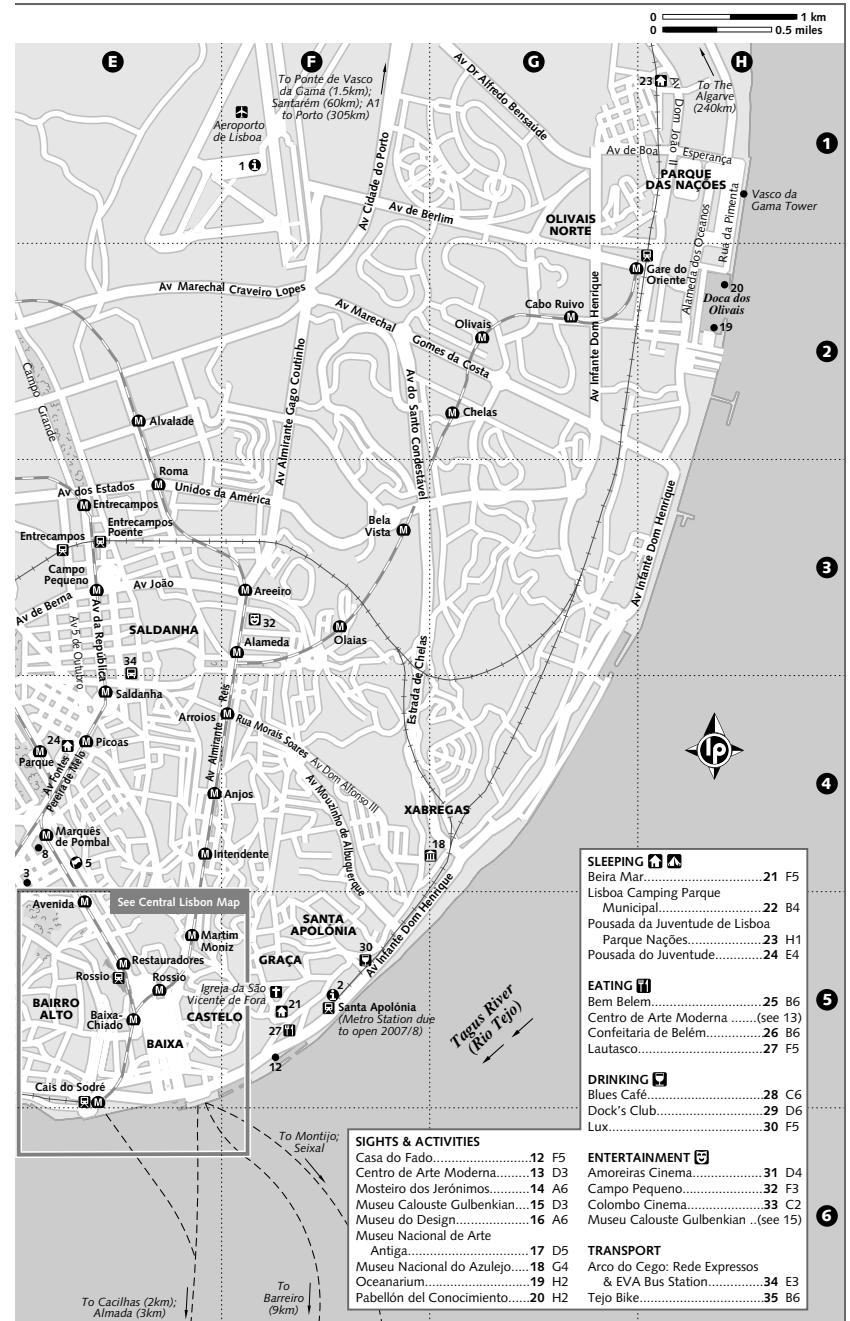 0 1 km
0 0.5 miles
E
F
G
H
To Ponte de Vasco
da Gama (1.5km);
Santarém (60km); A1
to Porto (305km)
Aeroporto
de Lisboa
1
Av Cidade do Porto
Av Dr Alfredo Bensaúde
23
Av Dom João II
To The
Algarve
(240km)
1
Av de Boa Esperança
PARQUE
DAS NAÇÕES
Vasco da
Gama Tower
Av de Berlim
OLIVAIS
NORTE
Rua da Pimenta
Alameda dos Oceanos
Gare do
Oriente
Av Marechal Craveiro Lopes
20
Doca dos
Olivais
19
Cabo Ruivo
Av Infante Dom Henrique
Av Marechal
Gomes da Costa
Olivais
2
Campo Grande
Av Almirante Gago Coutinho
Av do Santo Condestável
Chelas
Alvalade
Roma
Av dos Estados
Unidos da América
Entrecampos
Entrecampos
Poente
Entrecampos
Bela
Vista
Av Infante Dom Henrique
3
Campo
Pequeno
Av João
Areeiro
Av de Berna
Av da República
Av 5 de Outubro
SALDANHA
32
Olaias
Alameda
34
Estrada de Chelas
Saldanha
Arroios
Av Almirante Reis
Rua Morais Soares
Av Dom Alfonso III
24
Picoas
Parque
Av Fontes
Pereira de Melo
lp
4
Anjos
Av Mouzinho de Albuquerque
XABREGAS
Marquês
de Pombal
8
5
3
Intendente
18
Av Infante Dom Henrique
See Central Lisbon Map
Avenida
Martim
Moniz
SANTA
APOLÓNIA
30
Restauradores
Rossio
Rossio
GRAÇA
Igreja da São
Vicente de Fora
2
21
Santa Apolónia
(Metro Station due
to open 2007/8)
Tagus River
(Rio Tejo)
5
BAIRRO
ALTO
Baixa-
Chiado
CASTELO
BAIXA
27
12
Cais do Sodré
To Montijo;
Seixal
To Cacilhas (2km);
Almada (3km)
To
Barreiro
(9km)
6
SIGHTS & ACTIVITIES
Casa do Fado 12 F5
Centro de Arte Moderna 13 D3
Mosteiro dos Jerónimos 14 A6
Museu Calouste Gulbenkian 15 D3
Museu do Design 16 A6
Museu Nacional de Arte
Antiga 17 D5
Museu Nacional do Azulejo 18 G4
Oceanarium 19 H2
Pabellón del Conocimiento 20 H2
SLEEPING
Beira Mar 21 F5
Lisboa Camping Parque
Municipal 22 B4
Pousada da Juventude de Lisboa
Parque Nações 23 H1
Pousada do Juventude 24 E4
EATING
Bem Belem 25 B6
Centro de Arte Moderna (see 13)
Confeitaria de Belém 26 B6
Lautasco 27 F5
DRINKING
Blues Café 28 C6
Dock's Club 29 D6
Lux 30 F5
ENTERTAINMENT
Amoreiras Cinema 31 D4
Campo Pequeno 32 F3
Colombo Cinema 33 C2
Museu Calouste Gulbenkian (see 15)
TRANSPORT
Arco do Cego: Rede Expressos
& EVA Bus Station 34 E3
Tejo Bike 35 B6